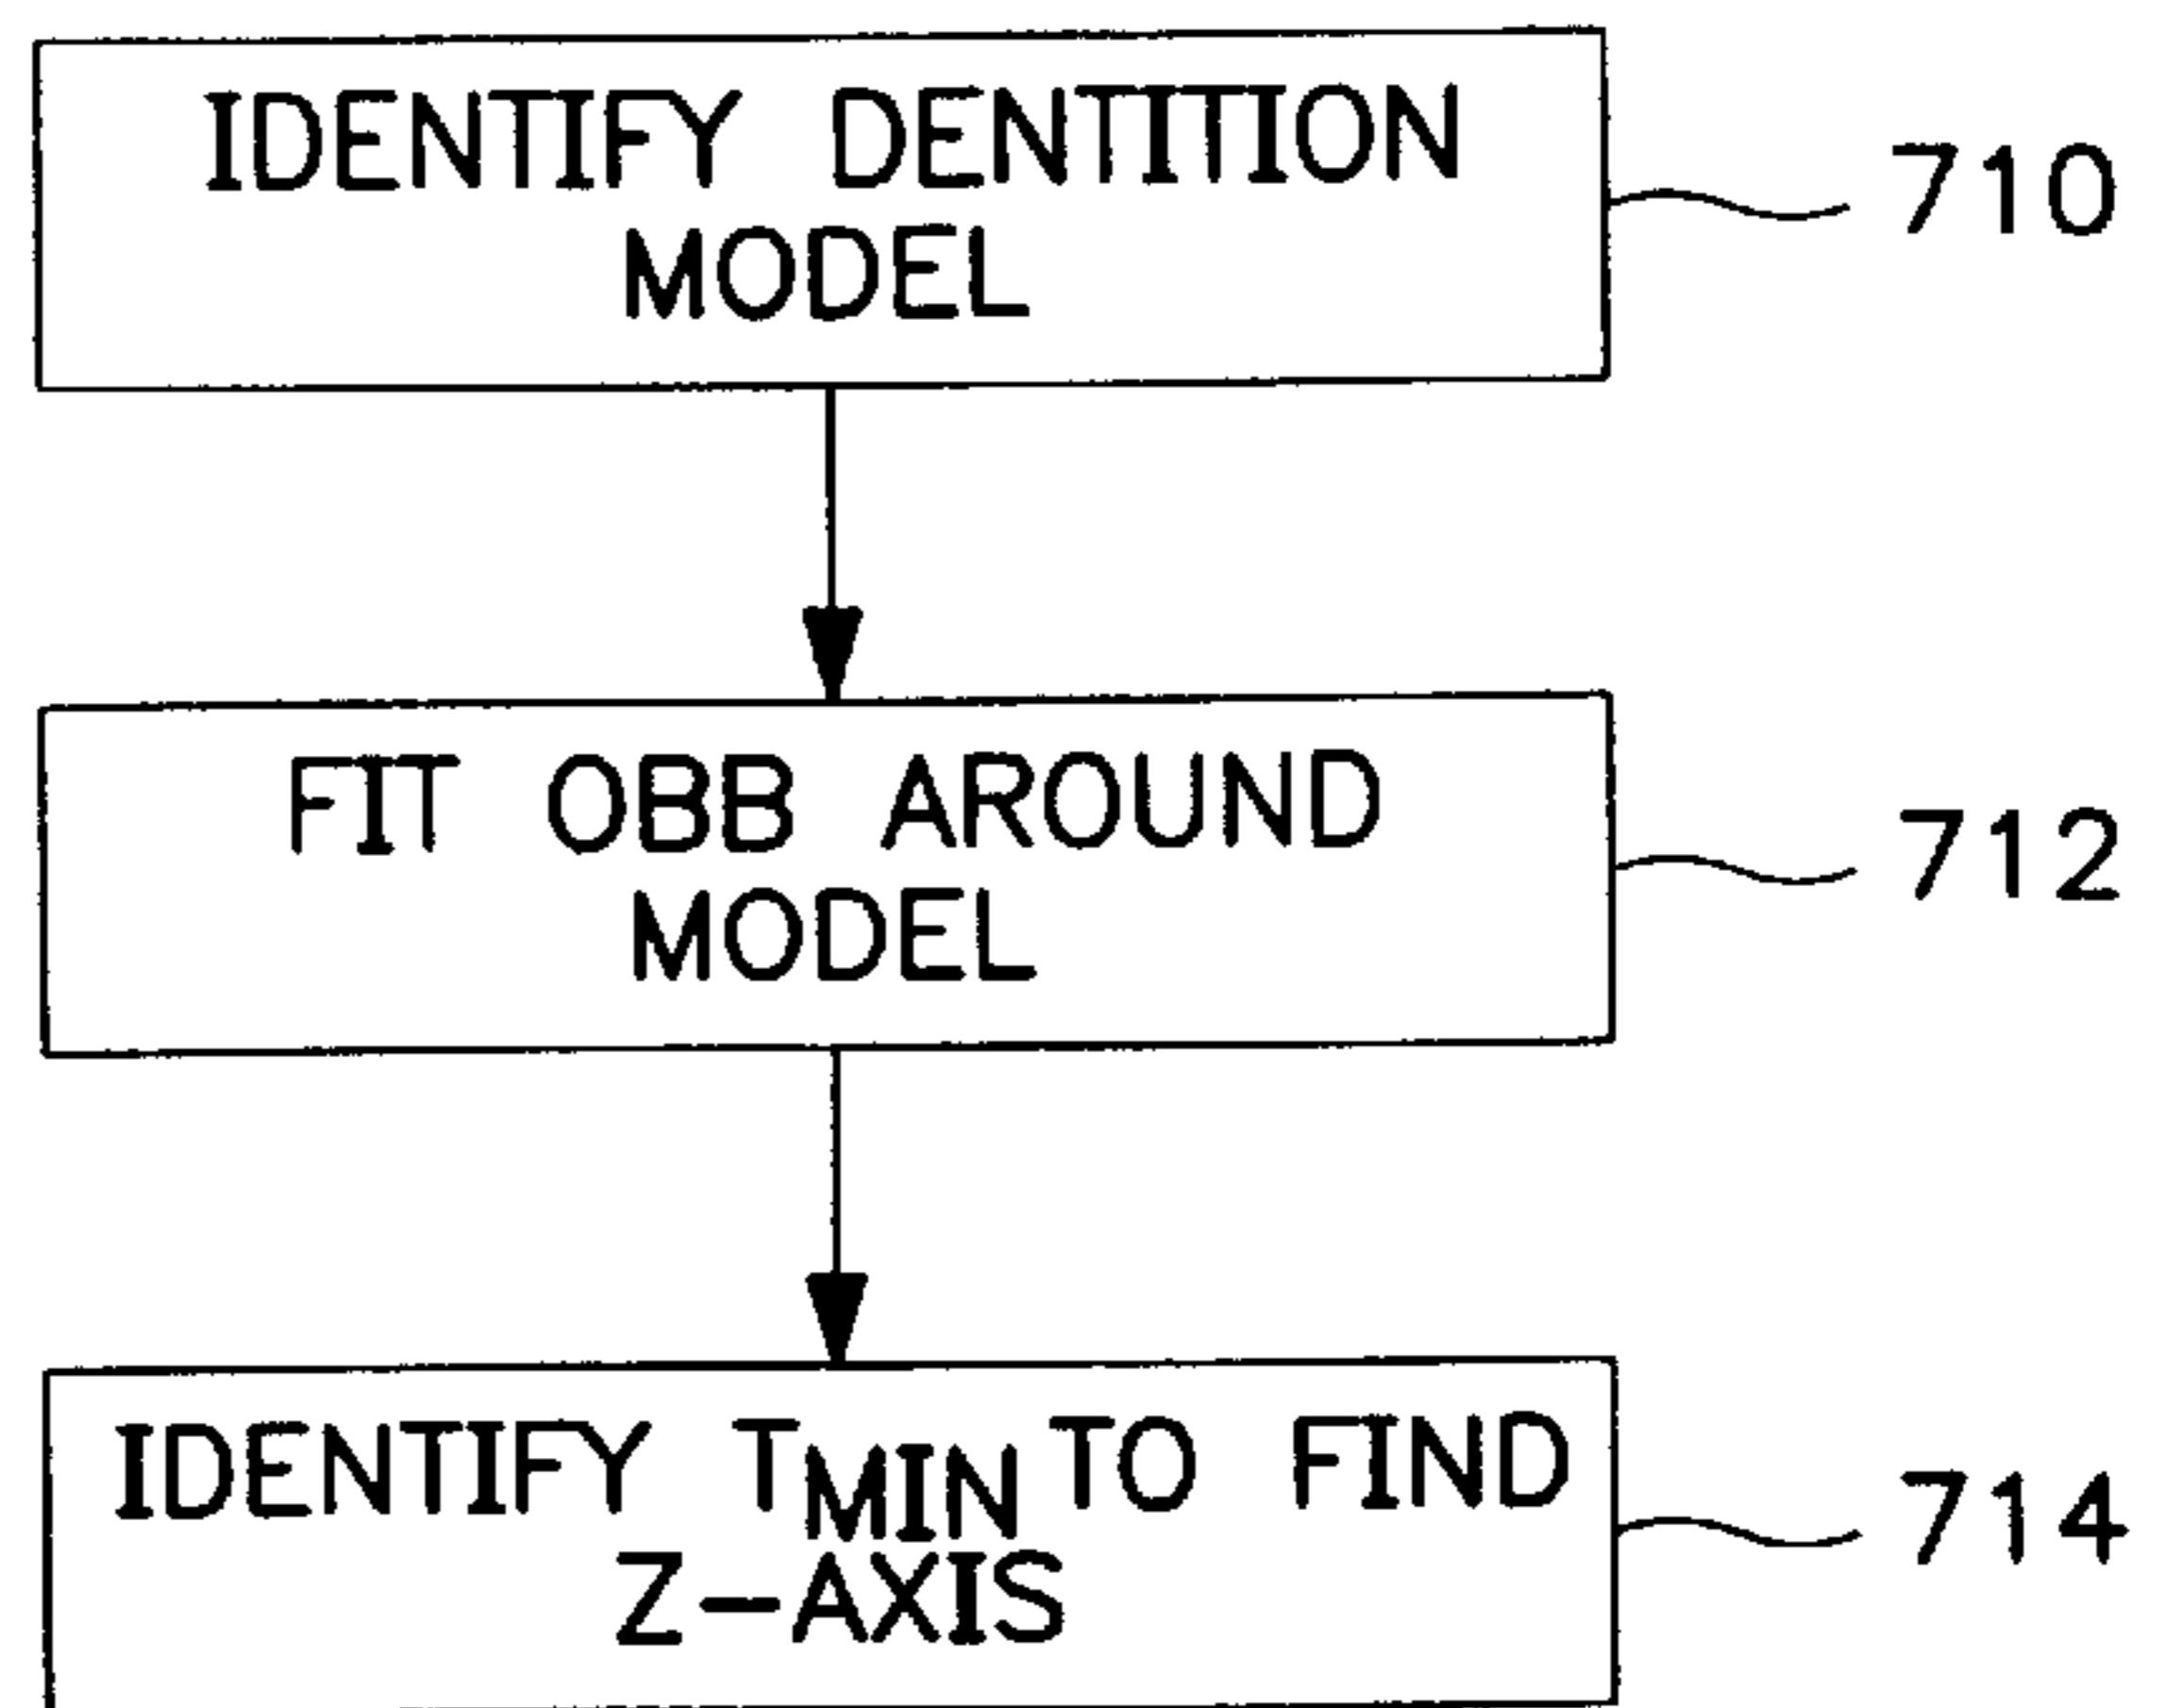 IDENTIFY DENTITION
MODEL
710
FIT OBB AROUND
MODEL
712
IDENTIFY TMIN TO FIND
Z-AXIS
714